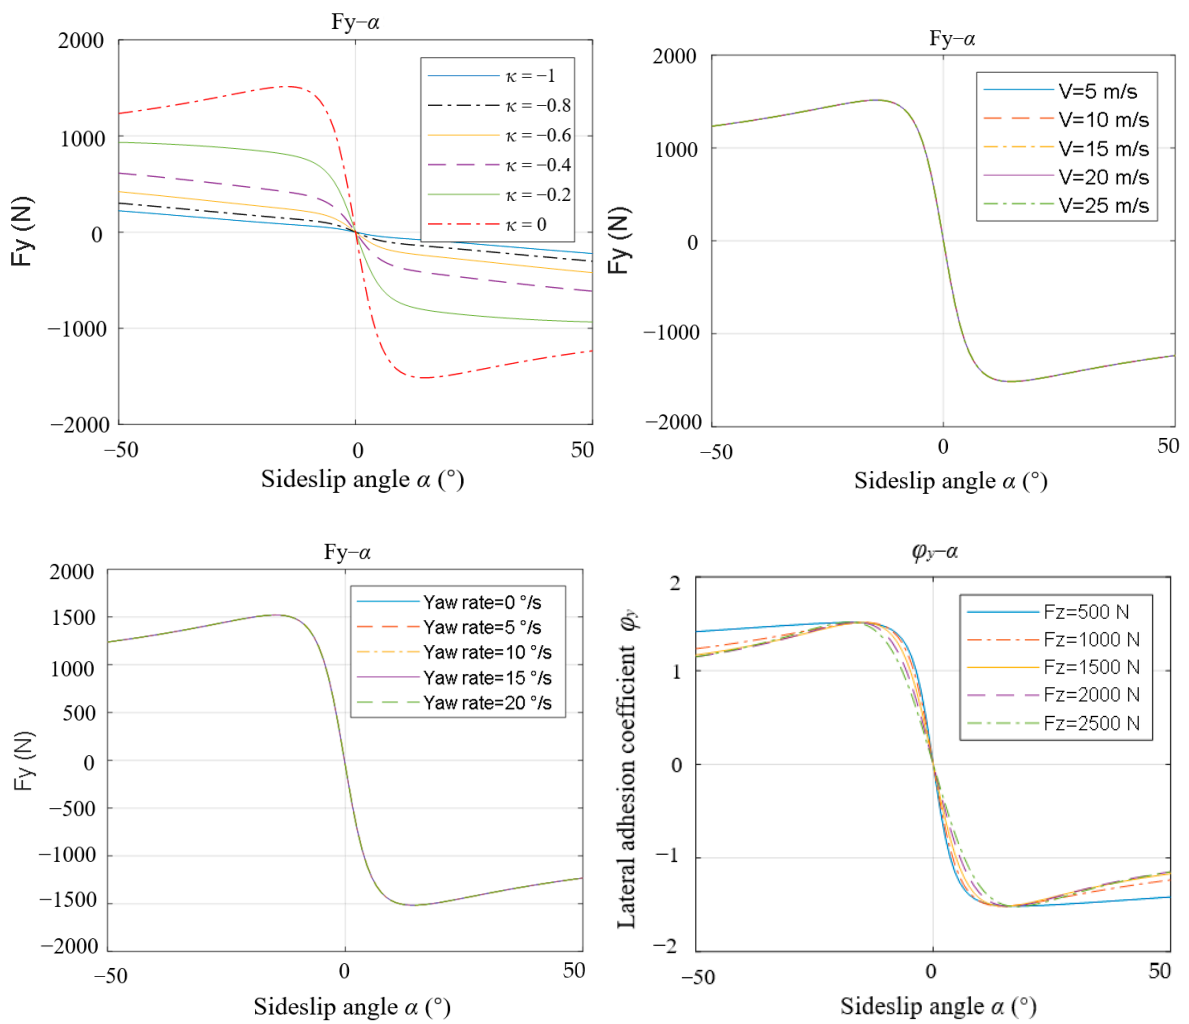 Fy−α
2000
1000
0
−1000
−2000
−50
0
50
Fy (N)
Sideslip angle α (°)
κ = −1
κ = −0.8
κ = −0.6
κ = −0.4
κ = −0.2
κ = 0
Fy−α
2000
1000
0
−1000
−2000
−50
0
50
Fy (N)
Sideslip angle α (°)
V=5 m/s
V=10 m/s
V=15 m/s
V=20 m/s
V=25 m/s
Fy−α
2000
1500
1000
500
0
−500
−1000
−1500
−2000
−50
0
50
Fy (N)
Sideslip angle α (°)
Yaw rate=0 °/s
Yaw rate=5 °/s
Yaw rate=10 °/s
Yaw rate=15 °/s
Yaw rate=20 °/s
φy−α
2
1
0
−1
−2
−50
0
50
Lateral adhesion coefficient φy
Sideslip angle α (°)
Fz=500 N
Fz=1000 N
Fz=1500 N
Fz=2000 N
Fz=2500 N